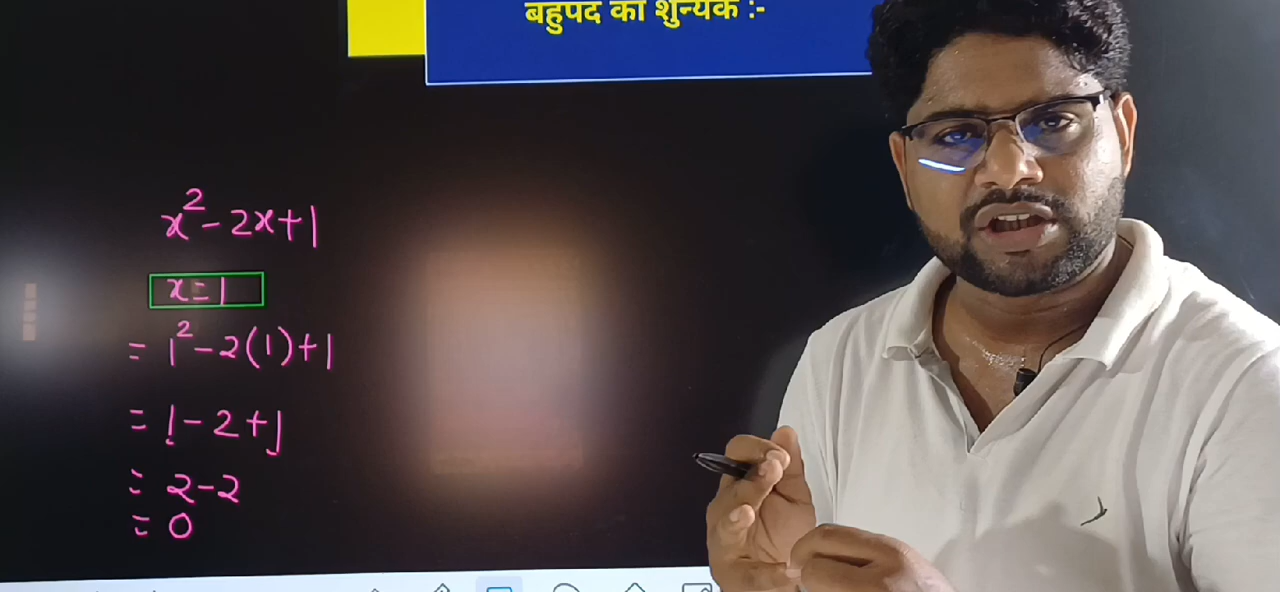 बहुपद का शुन्यक :-
x² - 2x + 1
x = 1
= 1² - 2(1) + 1
= 1 - 2 + 1
= 2 - 2
= 0